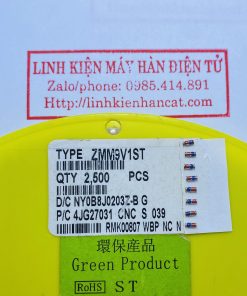 LINH KIỆN MÁY HÀN ĐIỆN TỬ
Zalo/phone: 0985.414.891
Http://linhkienhancat.com
TYPE ZMM9V1ST
QTY 2,500 PCS
D/C NY0B8J0203Z-B G
P/C 4JG27031 CNC S 039
RMK00807 WBP NC N
環保産品
Green Product
RoHS ST